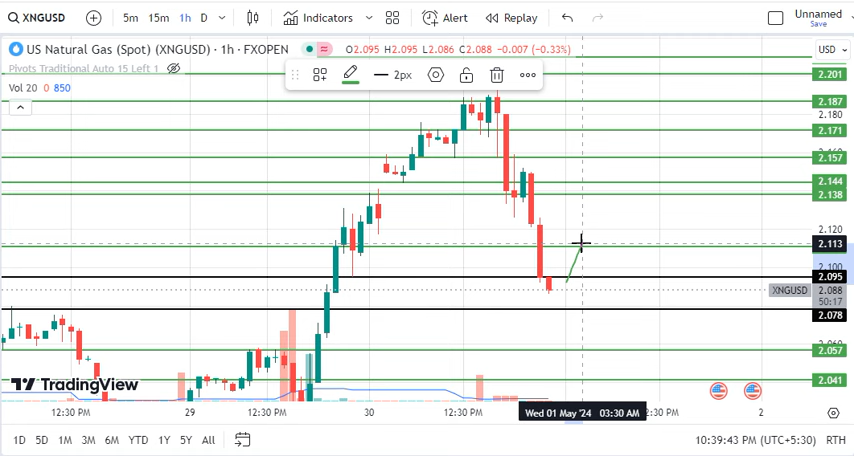 XNGUSD 5m 15m 1h D Indicators Alert Replay Unnamed
Save
US Natural Gas (Spot) (XNGUSD) · 1h · FXOPEN O2.095 H2.095 L2.086 C2.088 -0.007 (-0.33%) USD
Pivots Traditional Auto 15 Left 1
2px
2.201
Vol 20 0 850
2.187
2.180
2.171
2.157
2.144
2.138
2.120
2.113
2.100
2.095
XNGUSD 2.088
50:17
2.078
2.057
TradingView
2.041
12:30 PM 29 12:30 PM 30 12:30 PM Wed 01 May '24 03:30 AM 2:30 PM 2
1D 5D 1M 3M 6M YTD 1Y 5Y All 10:39:43 PM (UTC+5:30) RTH